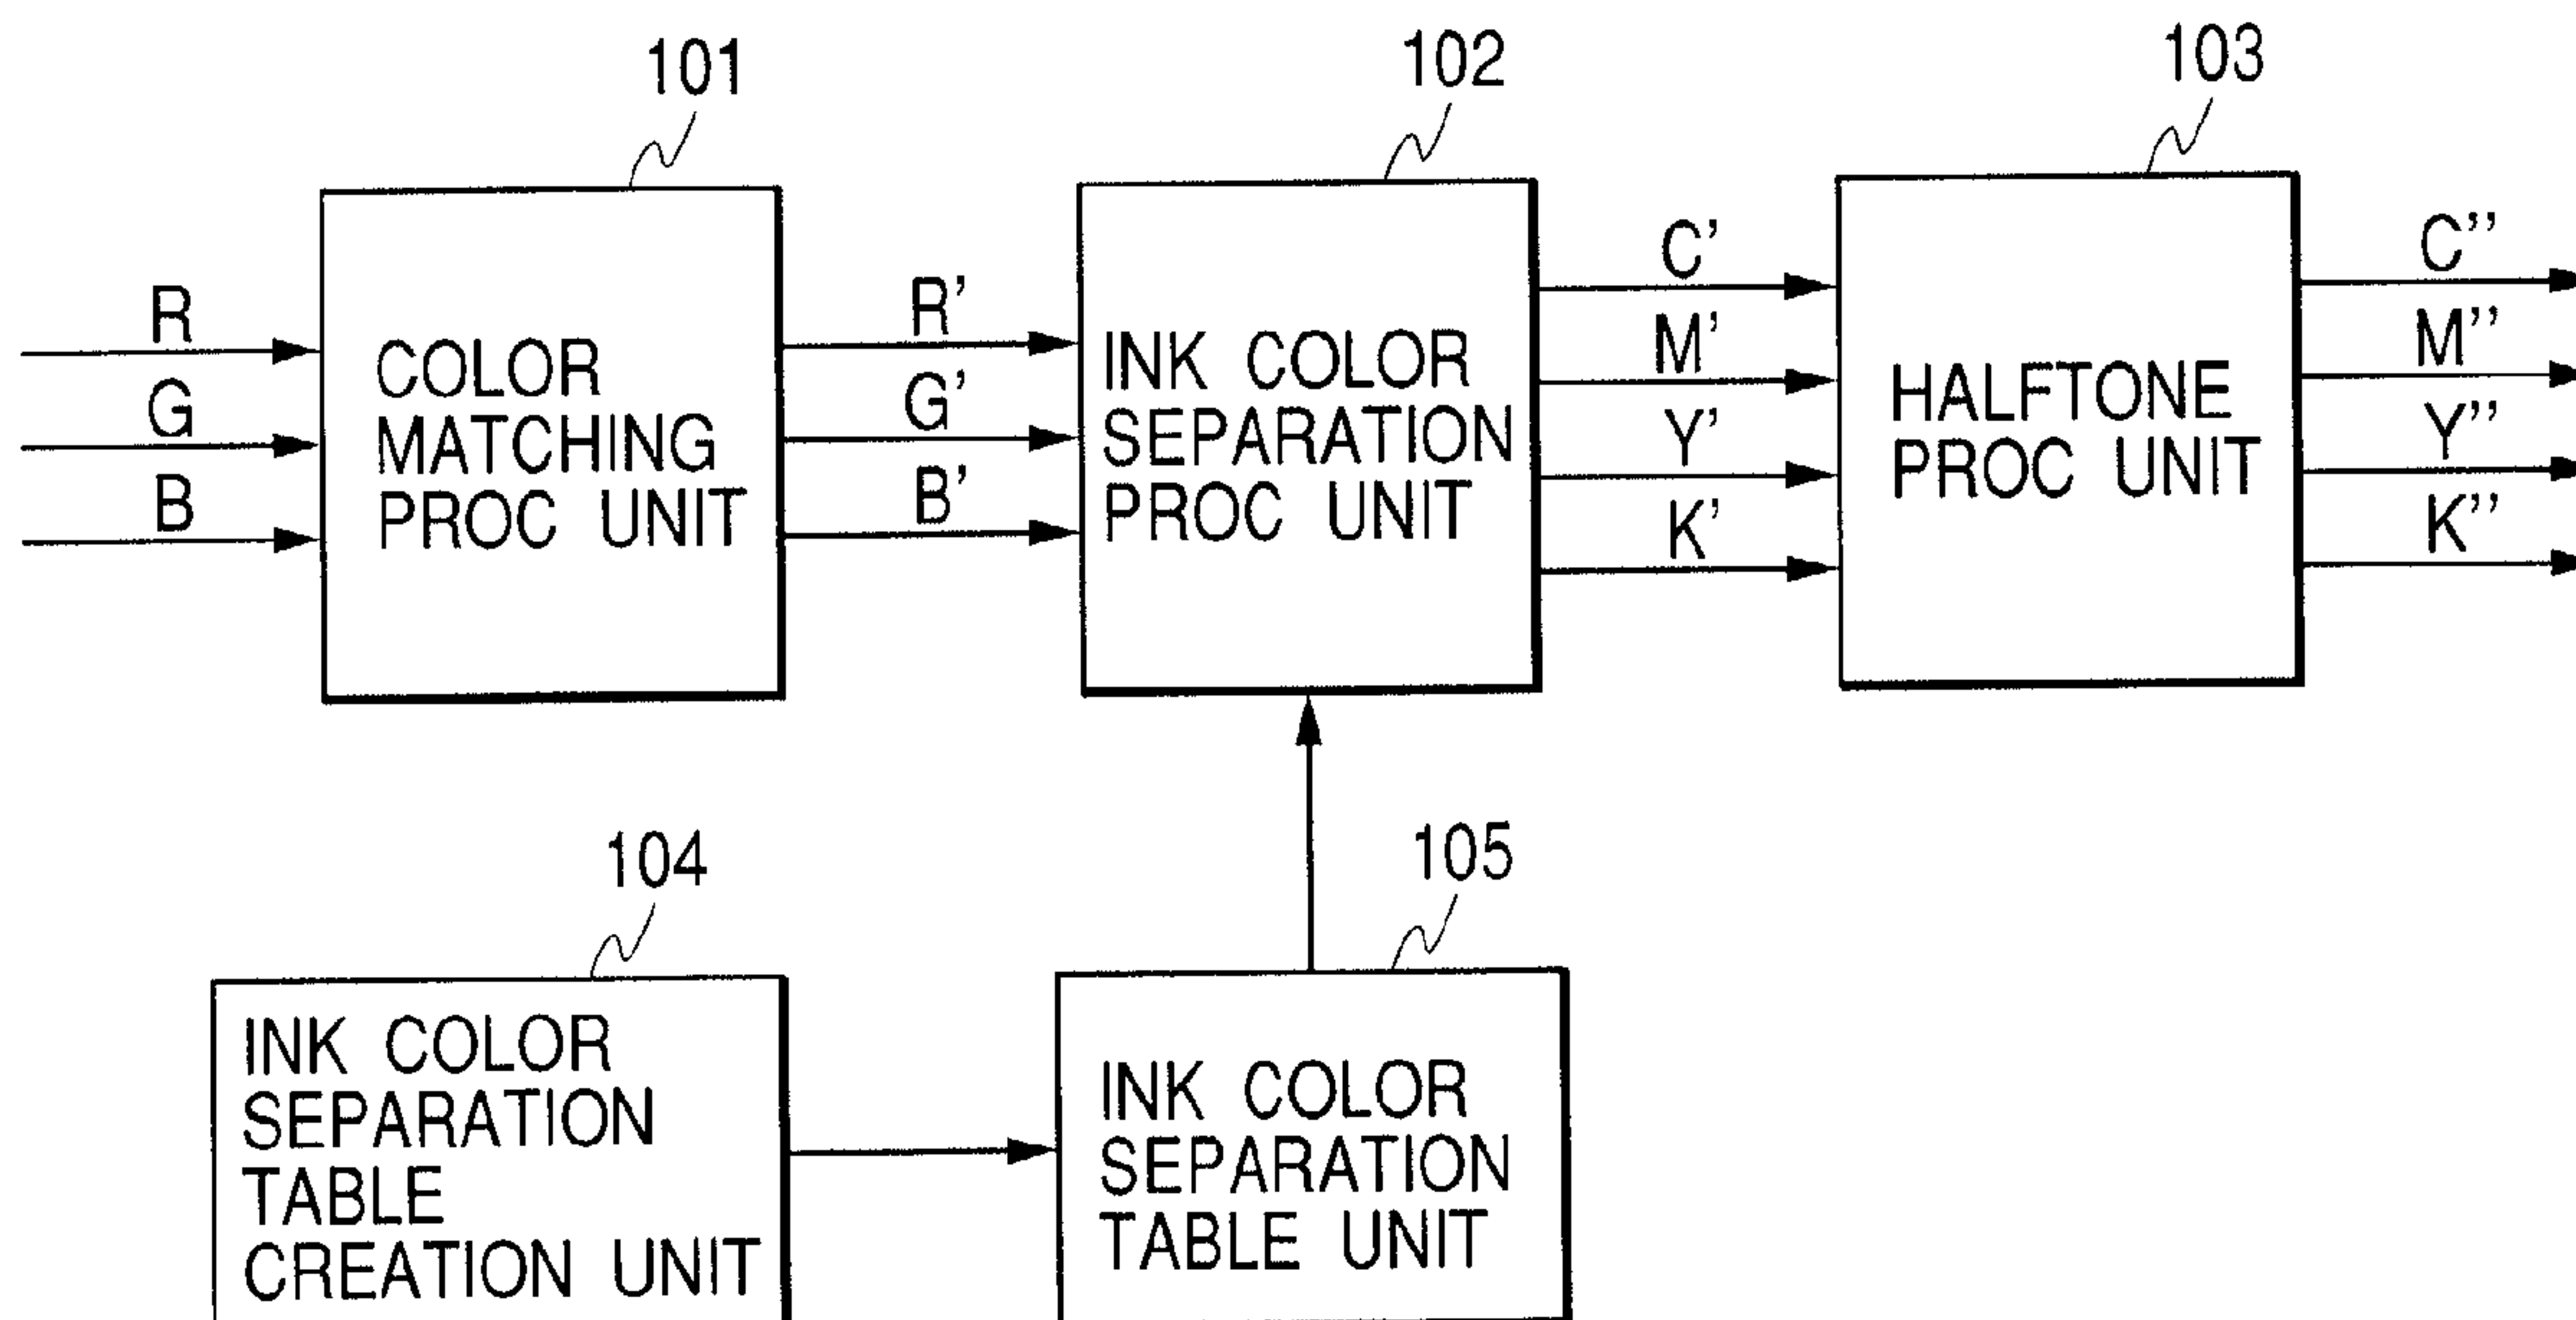 101
102
103
R
G
B
COLOR
MATCHING
PROC UNIT
R'
G'
B'
INK COLOR
SEPARATION
PROC UNIT
C'
M'
Y'
K'
HALFTONE
PROC UNIT
C''
M''
Y''
K''
104
105
INK COLOR
SEPARATION
TABLE
CREATION UNIT
INK COLOR
SEPARATION
TABLE UNIT